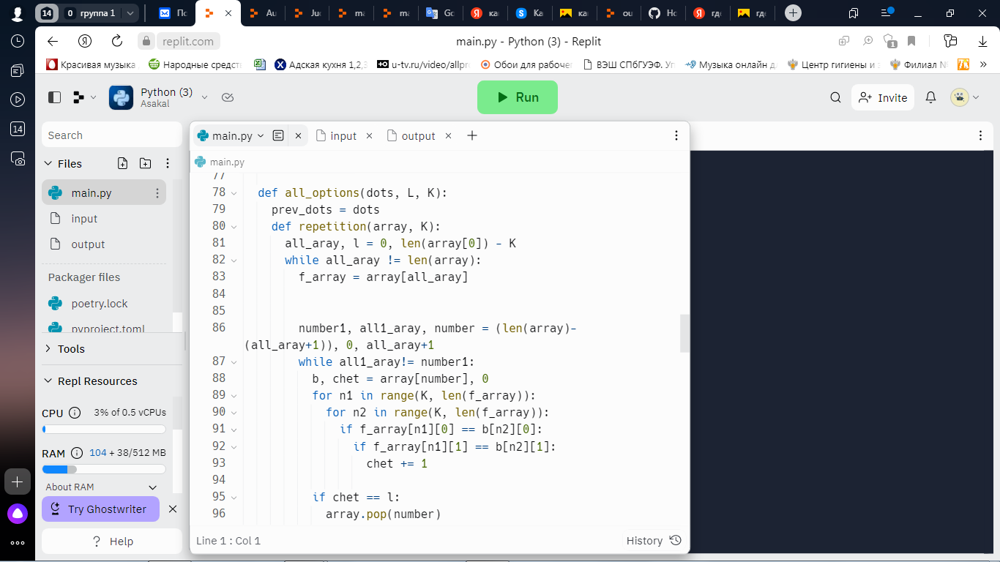 14 0 группа 1 По Au Juc ma ma Go ка Ка ка ou Но где где
replit.com main.py - Python (3) - Replit 1
Красивая музыка Народные средст Адская кухня 1,2,3 u-tv.ru/video/allpr Обои для рабочег ВЭШ СПбГУЭФ. Уп Музыка онлайн д Центр гигиены и з Филиал №
14
Python (3)
Asakal
Run
Invite
Search
Files
main.py
input
output
Packager files
poetry.lock
pyproject.toml
Tools
Repl Resources
CPU 3% of 0.5 vCPUs
RAM 104 + 38/512 MB
About RAM
Try Ghostwriter
? Help
main.py input output
main.py
77
78 def all_options(dots, L, K):
79 prev_dots = dots
80 def repetition(array, K):
81 all_aray, l = 0, len(array[0]) - K
82 while all_aray != len(array):
83 f_array = array[all_aray]
84
85
86 number1, all1_aray, number = (len(array)-
(all_aray+1)), 0, all_aray+1
87 while all1_aray!= number1:
88 b, chet = array[number], 0
89 for n1 in range(K, len(f_array)):
90 for n2 in range(K, len(f_array)):
91 if f_array[n1][0] == b[n2][0]:
92 if f_array[n1][1] == b[n2][1]:
93 chet += 1
94
95 if chet == l:
96 array.pop(number)
Line 1 : Col 1
History